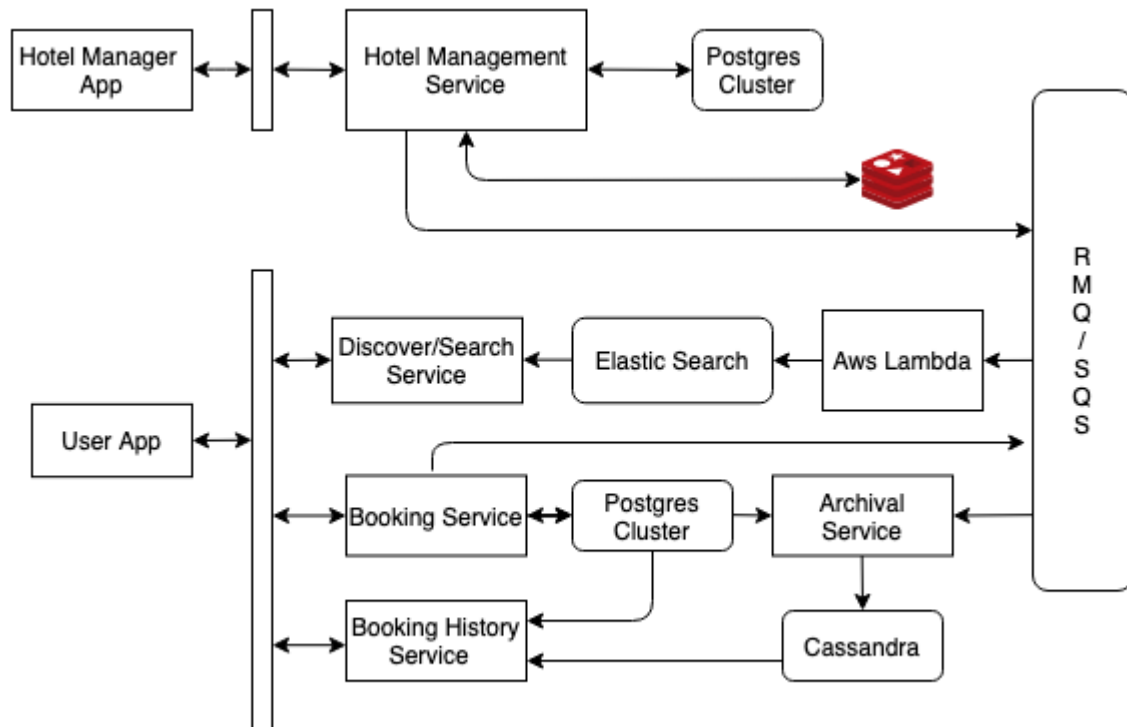 Hotel Manager
App
Hotel Management
Service
Postgres
Cluster
R
M
Q
/
S
Q
S
Discover/Search
Service
Elastic Search
Aws Lambda
User App
Booking Service
Postgres
Cluster
Archival
Service
Booking History
Service
Cassandra